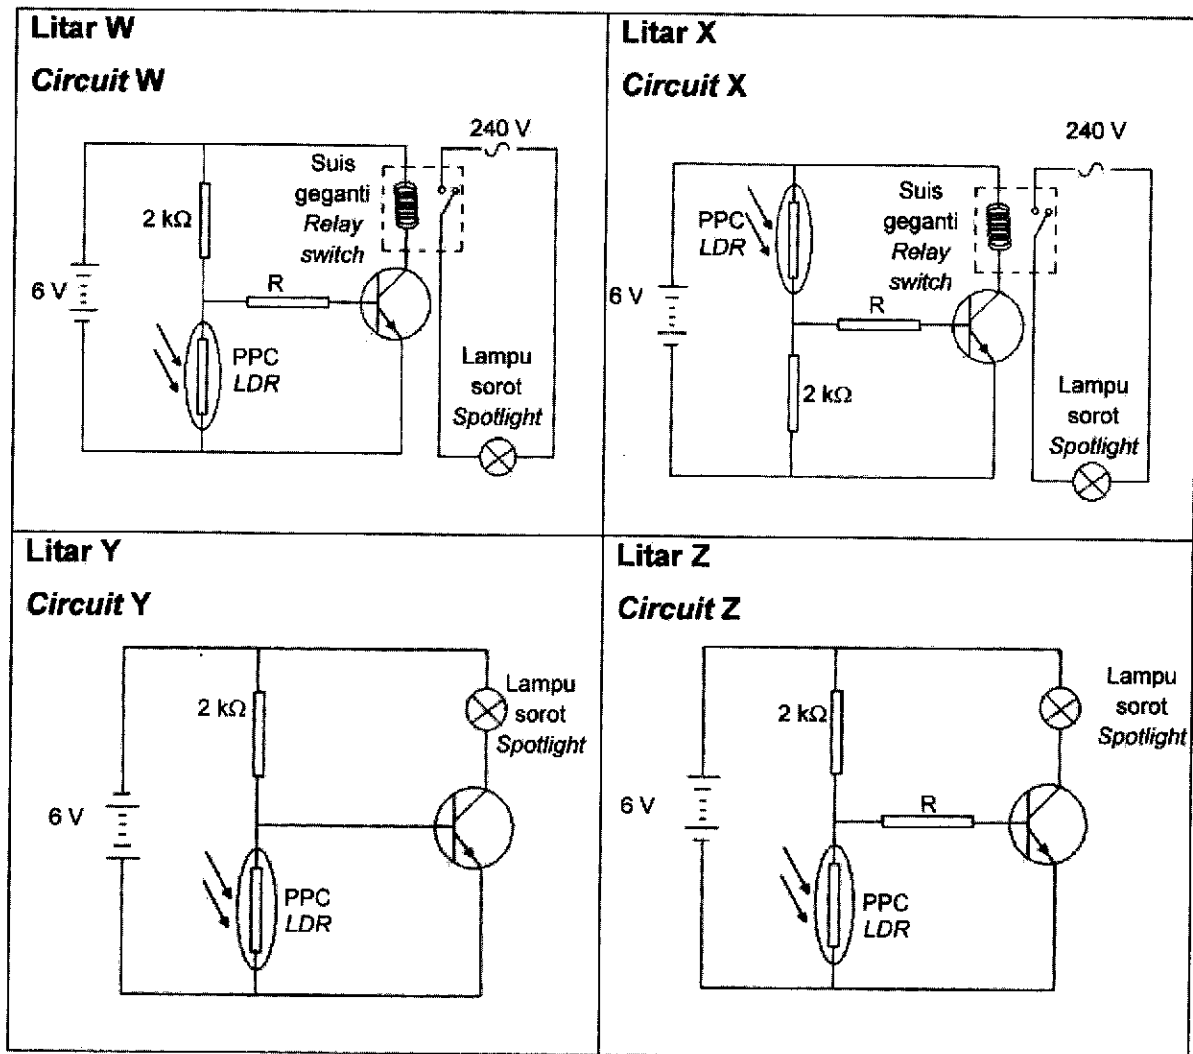 Litar W
Circuit W
240 V
Suis
geganti
Relay
switch
2 kΩ
6 V
R
PPC
LDR
Lampu
sorot
Spotlight
Litar X
Circuit X
240 V
Suis
geganti
Relay
switch
PPC
LDR
6 V
R
2 kΩ
Lampu
sorot
Spotlight
Litar Y
Circuit Y
2 kΩ
Lampu
sorot
Spotlight
6 V
PPC
LDR
Litar Z
Circuit Z
2 kΩ
Lampu
sorot
Spotlight
6 V
R
PPC
LDR